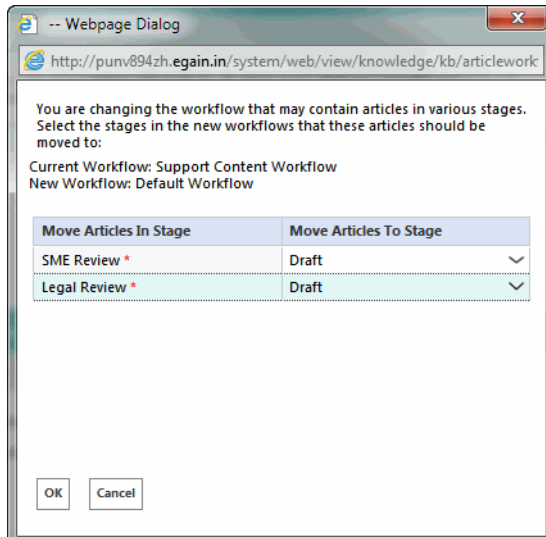 -- Webpage Dialog
http://punv894zh.egain.in/system/web/view/knowledge/kb/articlework
You are changing the workflow that may contain articles in various stages.
Select the stages in the new workflows that these articles should be
moved to:
Current Workflow: Support Content Workflow
New Workflow: Default Workflow
Move Articles In Stage Move Articles To Stage
SME Review * Draft
Legal Review * Draft
OK Cancel